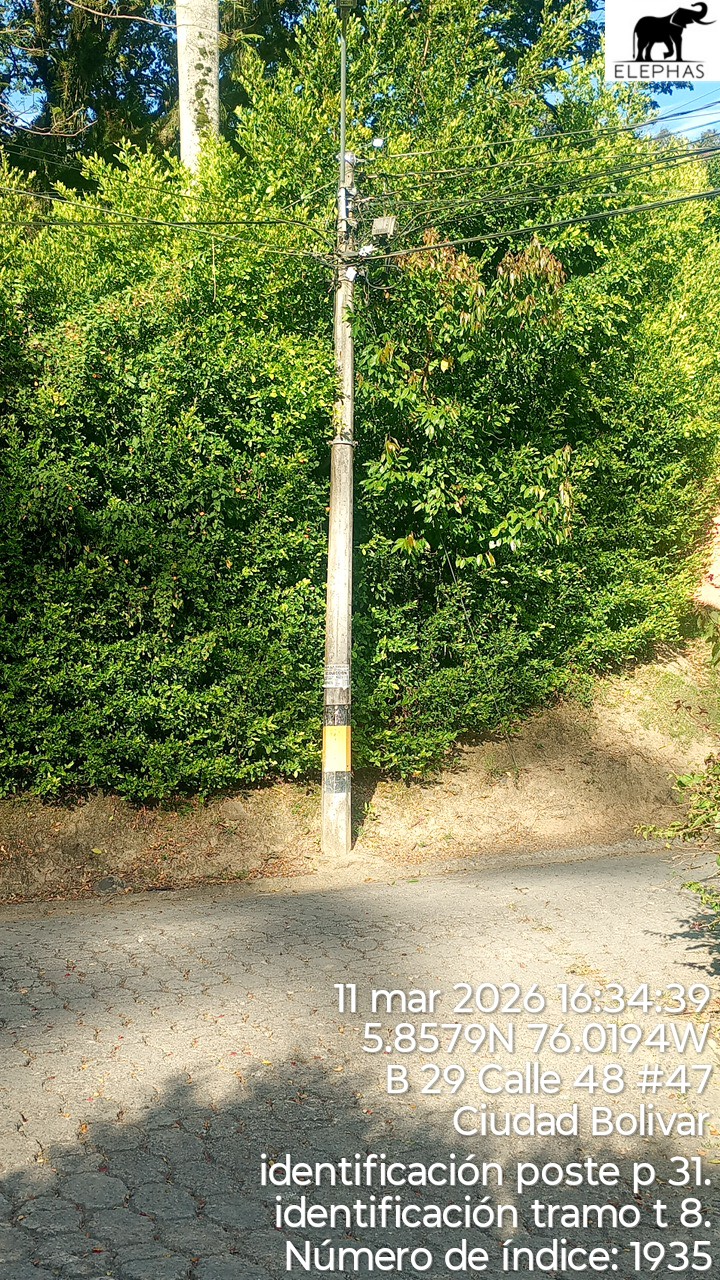 ELEPHAS
11 mar 2026 16:34:39
5.8579N 76.0194W
B 29 Calle 48 #47
Ciudad Bolivar
identificación poste p 31.
identificación tramo t 8.
Número de índice: 1935